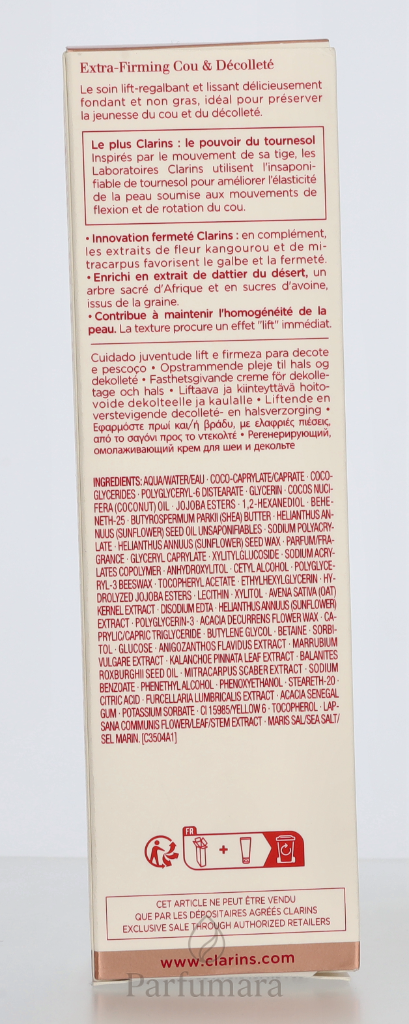 Extra-Firming Cou & Décolleté
Le soin lift-regalbant et lissant délicieusement
fondant et non gras, idéal pour préserver
la jeunesse du cou et du décolleté.
Le plus Clarins : le pouvoir du tournesol
Inspirés par le mouvement de sa tige, les
Laboratoires Clarins utilisent l'insaponi-
fiable de tournesol pour améliorer l'élasticité
de la peau soumise aux mouvements de
flexion et de rotation du cou.
• Innovation fermeté Clarins : en complément,
les extraits de fleur kangourou et de mi-
tracarpus favorisent le galbe et la fermeté.
• Enrichi en extrait de dattier du désert, un
arbre sacré d'Afrique et en sucres d'avoine,
issus de la graine.
• Contribue à maintenir l'homogénéité de la
peau. La texture procure un effet "lift" immédiat.
Cuidado juventude lift e firmeza para decote
e pescoço • Opstrammende pleje til hals og
dekolleté • Fasthetsgivande creme för dekolle-
tage och hals • Liftaava ja kiinteyttävä hoito-
voide dekolteelle ja kaulalle • Liftende en
verstevigende decolleté- en halsverzorging •
Εφαρμόστε πρωί και/ή βράδυ, με ελαφριές πιέσεις,
από το σαγόνι προς το ντεκολτέ • Регенерирующий,
омолаживающий крем для шеи и декольте
INGREDIENTS: AQUA/WATER/EAU · COCO-CAPRYLATE/CAPRATE · COCO-
GLYCERIDES · POLYGLYCERYL-6 DISTEARATE · GLYCERIN · COCOS NUCI-
FERA (COCONUT) OIL · JOJOBA ESTERS · 1,2-HEXANEDIOL · BEHE-
NETH-25 · BUTYROSPERMUM PARKII (SHEA) BUTTER · HELIANTHUS AN-
NUUS (SUNFLOWER) SEED OIL UNSAPONIFIABLES · SODIUM POLYACRY-
LATE · HELIANTHUS ANNUUS (SUNFLOWER) SEED WAX · PARFUM/FRA-
GRANCE · GLYCERYL CAPRYLATE · XYLITYLGLUCOSIDE · SODIUM ACRY-
LATES COPOLYMER · ANHYDROXYLITOL · CETYL ALCOHOL · POLYGLYCE-
RYL-3 BEESWAX · TOCOPHERYL ACETATE · ETHYLHEXYLGLYCERIN · HY-
DROLYZED JOJOBA ESTERS · LECITHIN · XYLITOL · AVENA SATIVA (OAT)
KERNEL EXTRACT · DISODIUM EDTA · HELIANTHUS ANNUUS (SUNFLOWER)
EXTRACT · POLYGLYCERIN-3 · ACACIA DECURRENS FLOWER WAX · CA-
PRYLIC/CAPRIC TRIGLYCERIDE · BUTYLENE GLYCOL · BETAINE · SORBI-
TOL · GLUCOSE · ANIGOZANTHOS FLAVIDUS EXTRACT · MARRUBIUM
VULGARE EXTRACT · KALANCHOE PINNATA LEAF EXTRACT · BALANITES
ROXBURGHII SEED OIL · MITRACARPUS SCABER EXTRACT · SODIUM
BENZOATE · PHENETHYL ALCOHOL · PHENOXYETHANOL · STEARETH-20 ·
CITRIC ACID · FURCELLARIA LUMBRICALIS EXTRACT · ACACIA SENEGAL
GUM · POTASSIUM SORBATE · CI 15985/YELLOW 6 · TOCOPHEROL · LAP-
SANA COMMUNIS FLOWER/LEAF/STEM EXTRACT · MARIS SAL/SEA SALT/
SEL MARIN. [C3504A1]
FR
+
CET ARTICLE NE PEUT ÊTRE VENDU
QUE PAR LES DÉPOSITAIRES AGRÉÉS CLARINS
EXCLUSIVE SALE THROUGH AUTHORIZED RETAILERS
www.clarins.com
Parfumara